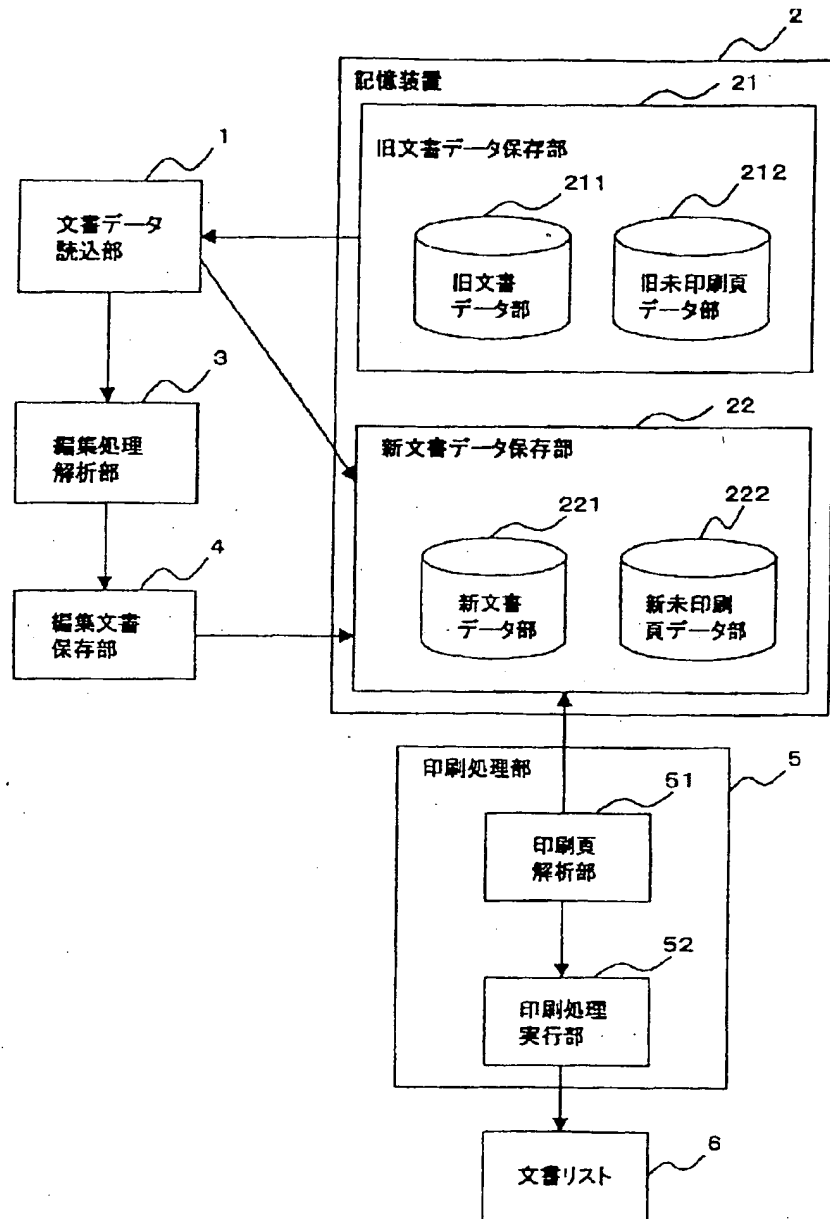 2
記憶装置
21
旧文書データ保存部
211
212
旧文書
データ部
旧未印刷頁
データ部
1
文書データ
読込部
3
編集処理
解析部
4
編集文書
保存部
22
新文書データ保存部
221
222
新文書
データ部
新未印刷
頁データ部
5
印刷処理部
51
印刷頁
解析部
52
印刷処理
実行部
6
文書リスト